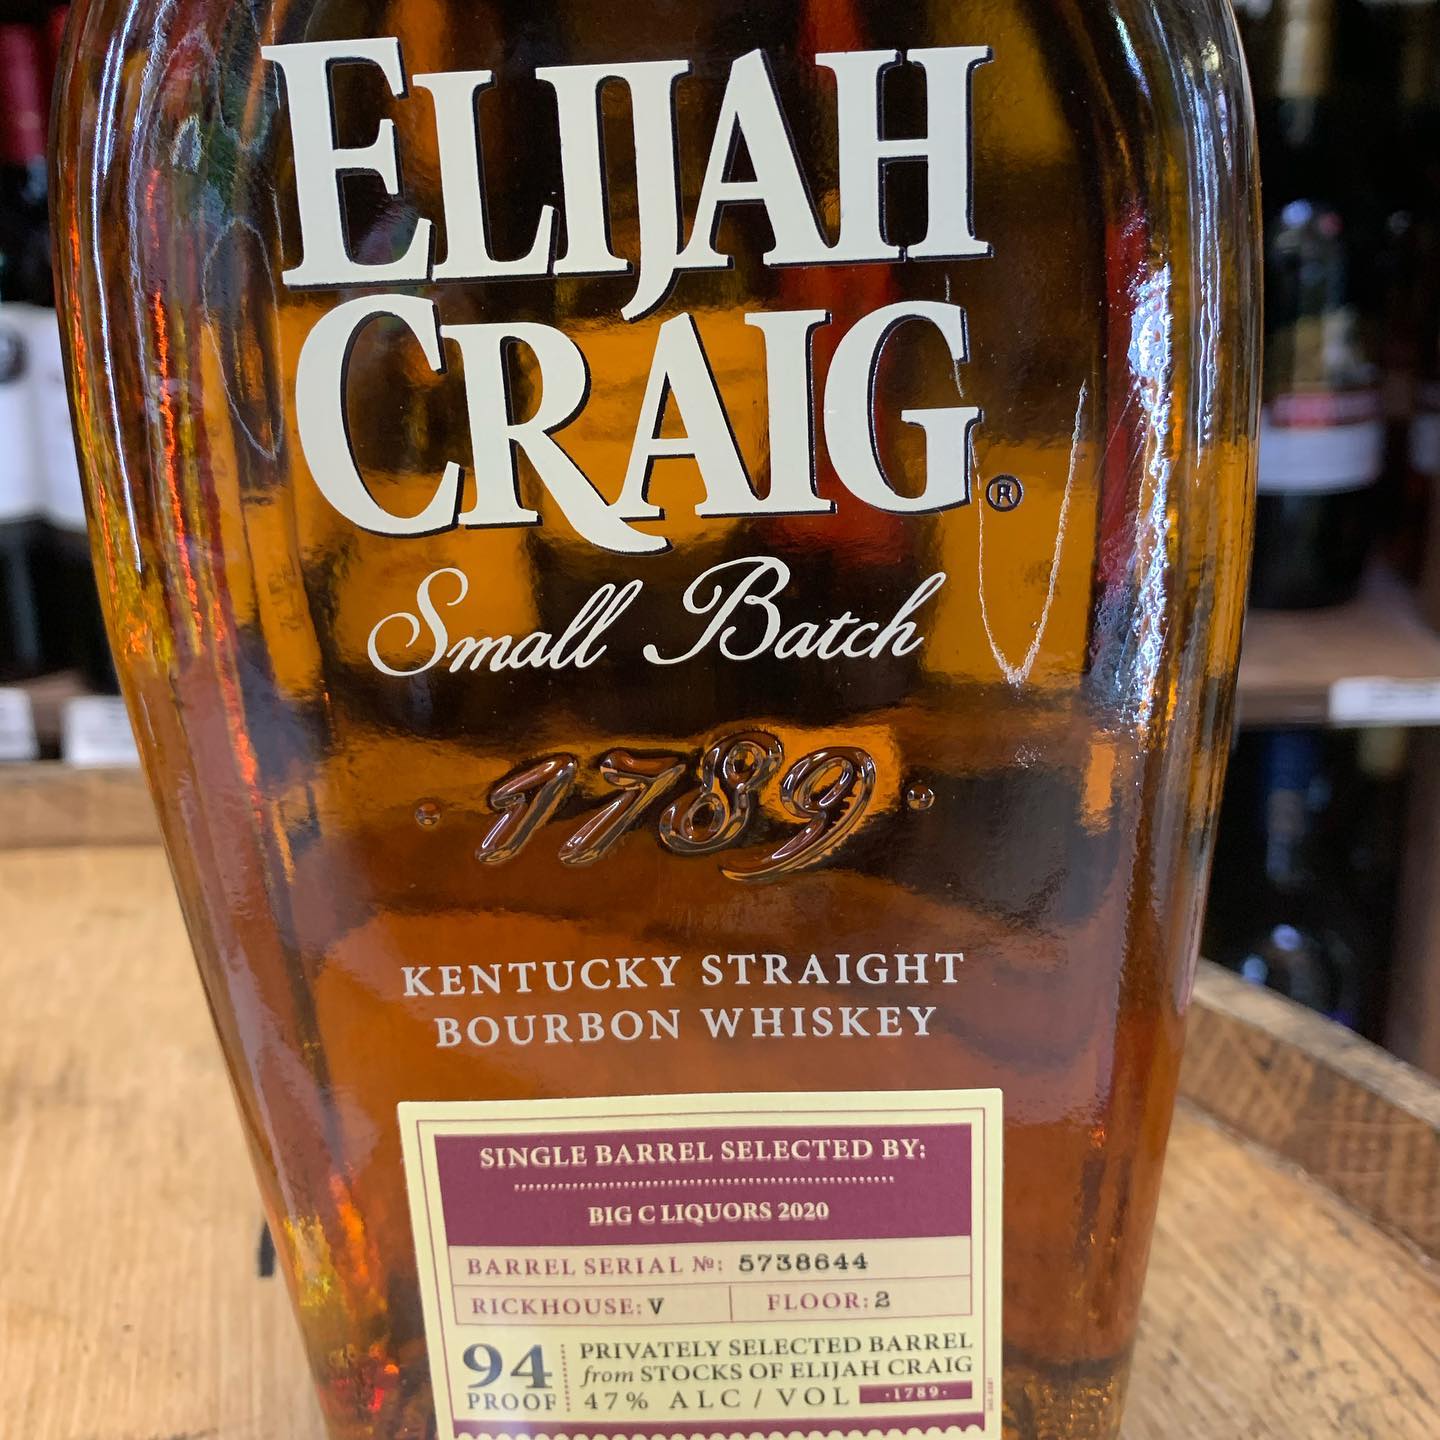 ELIJAH
CRAIG®
Small Batch
·1789·
KENTUCKY STRAIGHT
BOURBON WHISKEY
SINGLE BARREL SELECTED BY:
BIG C LIQUORS 2020
BARREL SERIAL №: 5738644
RICKHOUSE: V FLOOR: 2
94
PROOF
PRIVATELY SELECTED BARREL
from STOCKS OF ELIJAH CRAIG
47% ALC / VOL ·1789·